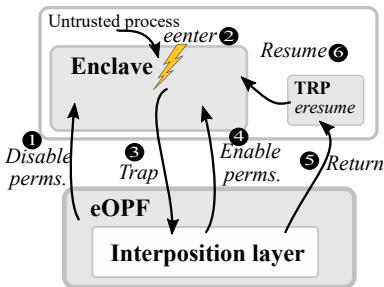 Untrusted process
eenter ❷
Enclave
Resume ❻
TRP
eresume
❶
Disable
perms.
❸
Trap
❹
Enable
perms.
❺ Return
eOPF
Interposition layer